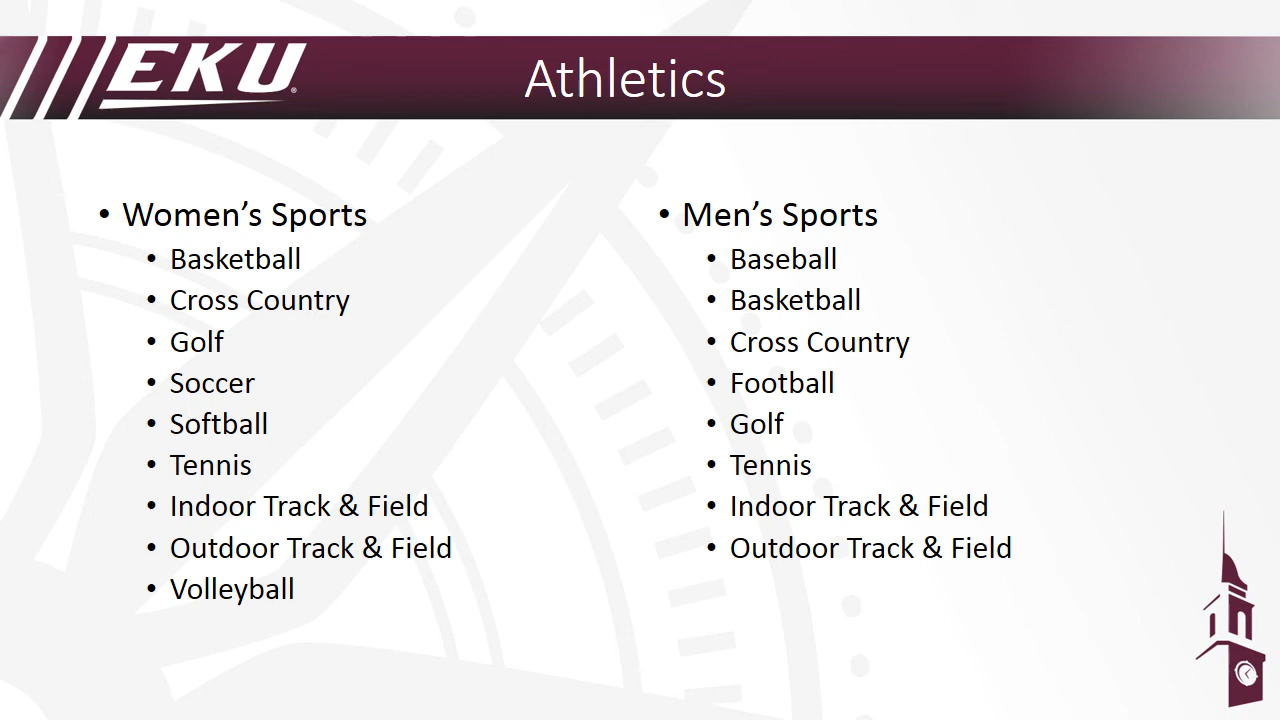 EKU
Athletics
• Women’s Sports
• Basketball
• Cross Country
• Golf
• Soccer
• Softball
• Tennis
• Indoor Track & Field
• Outdoor Track & Field
• Volleyball
• Men’s Sports
• Baseball
• Basketball
• Cross Country
• Football
• Golf
• Tennis
• Indoor Track & Field
• Outdoor Track & Field